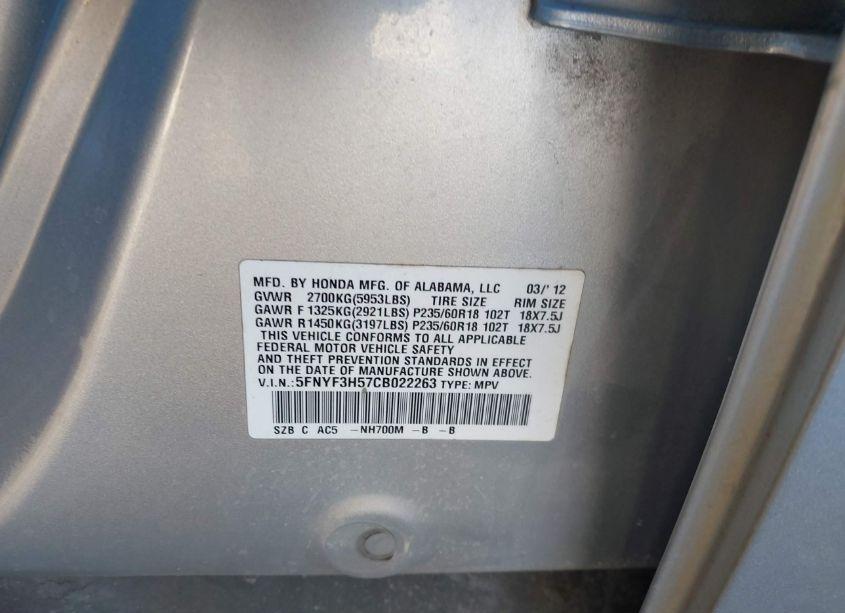 MFD. BY HONDA MFG. OF ALABAMA, LLC 03/'12
GVWR 2700KG(5953LBS) TIRE SIZE RIM SIZE
GAWR F 1325KG(2921LBS) P235/60R18 102T 18X7.5J
GAWR R 1450KG(3197LBS) P235/60R18 102T 18X7.5J
THIS VEHICLE CONFORMS TO ALL APPLICABLE
FEDERAL MOTOR VEHICLE SAFETY
AND THEFT PREVENTION STANDARDS IN EFFECT
ON THE DATE OF MANUFACTURE SHOWN ABOVE.
V.I.N.: 5FNYF3H57CB022263 TYPE: MPV
SZB C AC5 -NH700M -B -B